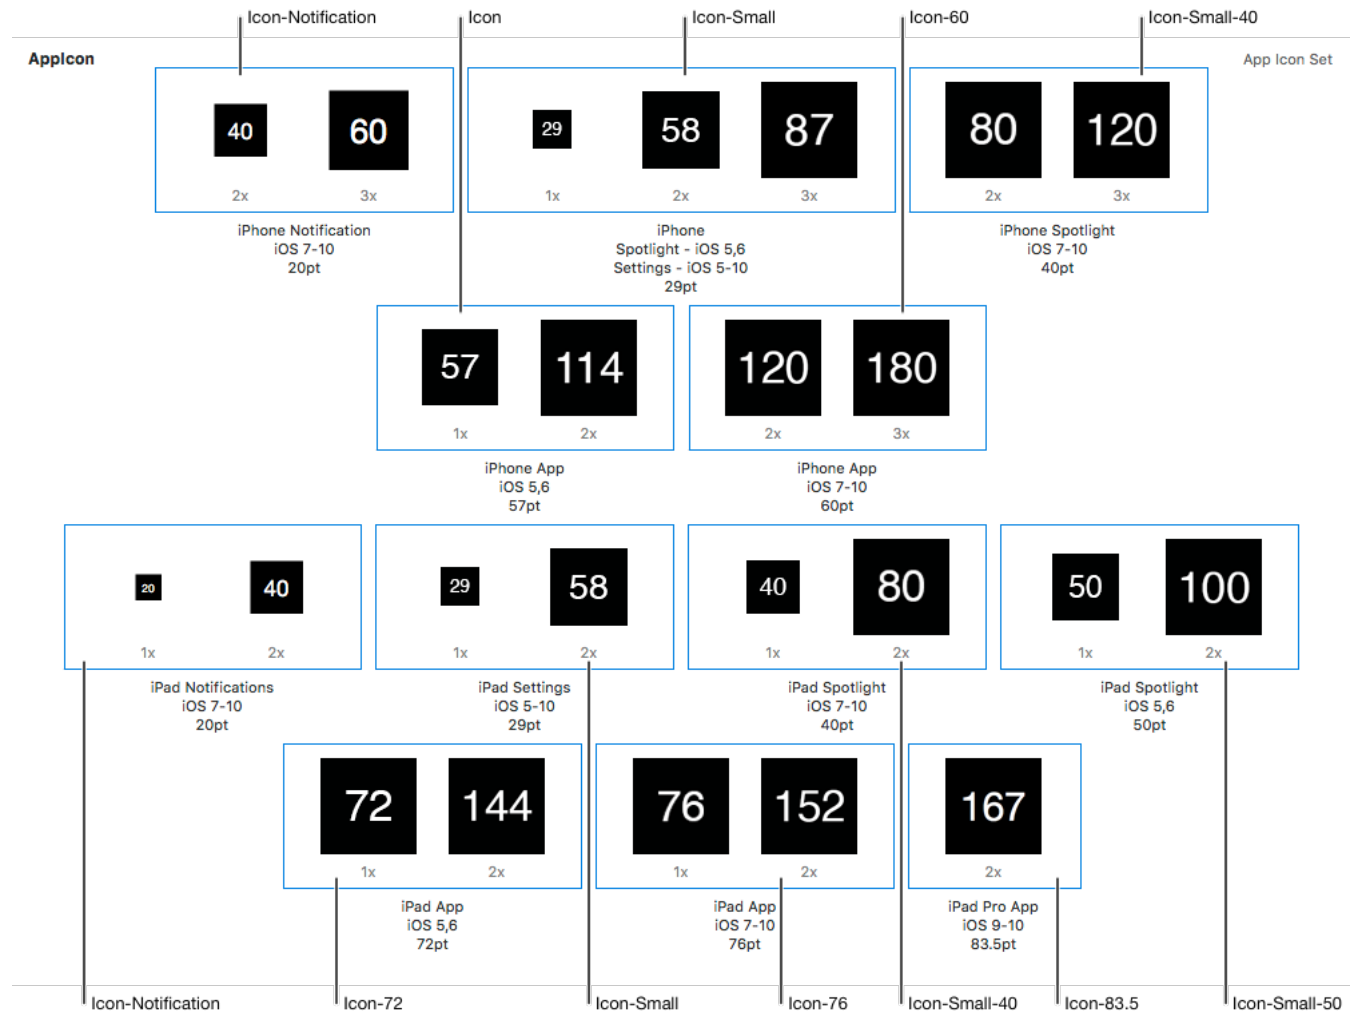 Icon-Notification Icon Icon-Small Icon-60 Icon-Small-40
AppIcon App Icon Set
40 60 29 58 87 80 120
2x 3x 1x 2x 3x 2x 3x
iPhone Notification
iOS 7-10
20pt
iPhone
Spotlight - iOS 5,6
Settings - iOS 5-10
29pt
iPhone Spotlight
iOS 7-10
40pt
57 114 120 180
1x 2x 2x 3x
iPhone App
iOS 5,6
57pt
iPhone App
iOS 7-10
60pt
20 40 29 58 40 80 50 100
1x 2x 1x 2x 1x 2x 1x 2x
iPad Notifications
iOS 7-10
20pt
iPad Settings
iOS 5-10
29pt
iPad Spotlight
iOS 7-10
40pt
iPad Spotlight
iOS 5,6
50pt
72 144 76 152 167
1x 2x 1x 2x 2x
iPad App
iOS 5,6
72pt
iPad App
iOS 7-10
76pt
iPad Pro App
iOS 9-10
83.5pt
Icon-Notification Icon-72 Icon-Small Icon-76 Icon-Small-40 Icon-83.5 Icon-Small-50